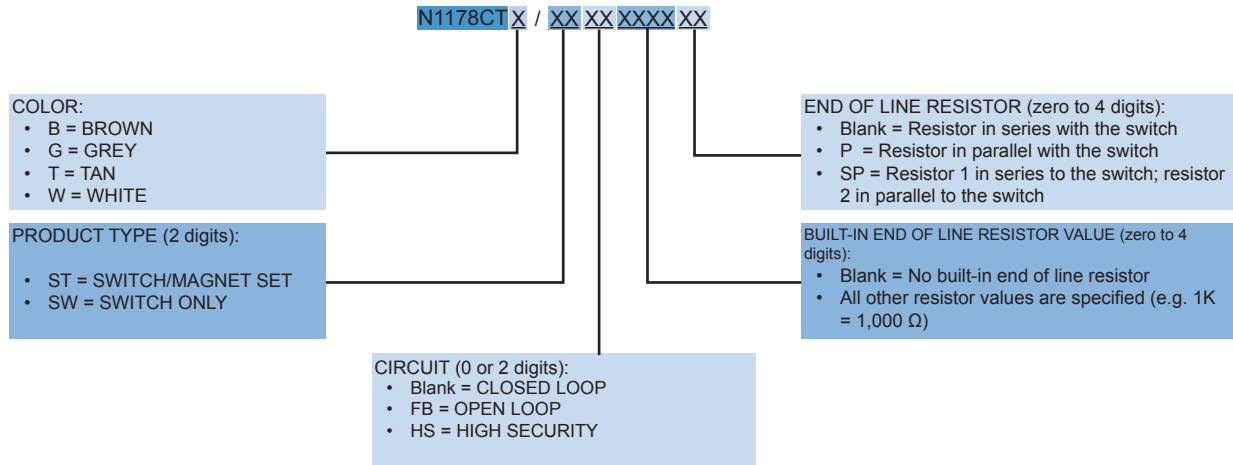 N1178CT X / XX XX XXXX XX
COLOR:
• B = BROWN
• G = GREY
• T = TAN
• W = WHITE
PRODUCT TYPE (2 digits):
• ST = SWITCH/MAGNET SET
• SW = SWITCH ONLY
CIRCUIT (0 or 2 digits):
• Blank = CLOSED LOOP
• FB = OPEN LOOP
• HS = HIGH SECURITY
END OF LINE RESISTOR (zero to 4 digits):
• Blank = Resistor in series with the switch
• P = Resistor in parallel with the switch
• SP = Resistor 1 in series to the switch; resistor
2 in parallel to the switch
BUILT-IN END OF LINE RESISTOR VALUE (zero to 4
digits):
• Blank = No built-in end of line resistor
• All other resistor values are specified (e.g. 1K
= 1,000 Ω)